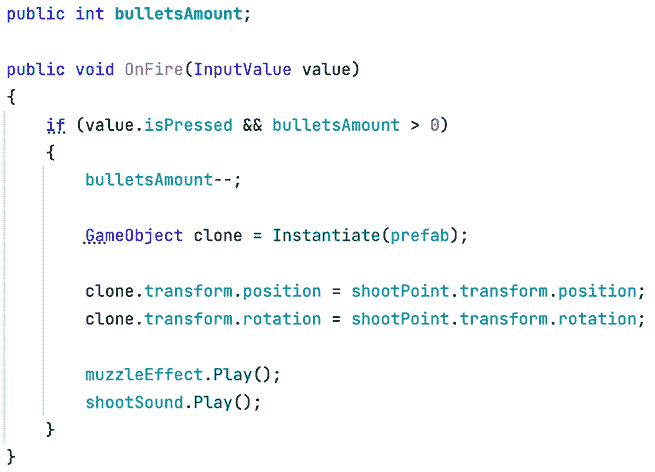 public int bulletsAmount;
public void OnFire(InputValue value)
{
if (value.isPressed && bulletsAmount > 0)
{
bulletsAmount--;
GameObject clone = Instantiate(prefab);
clone.transform.position = shootPoint.transform.position;
clone.transform.rotation = shootPoint.transform.rotation;
muzzleEffect.Play();
shootSound.Play();
}
}